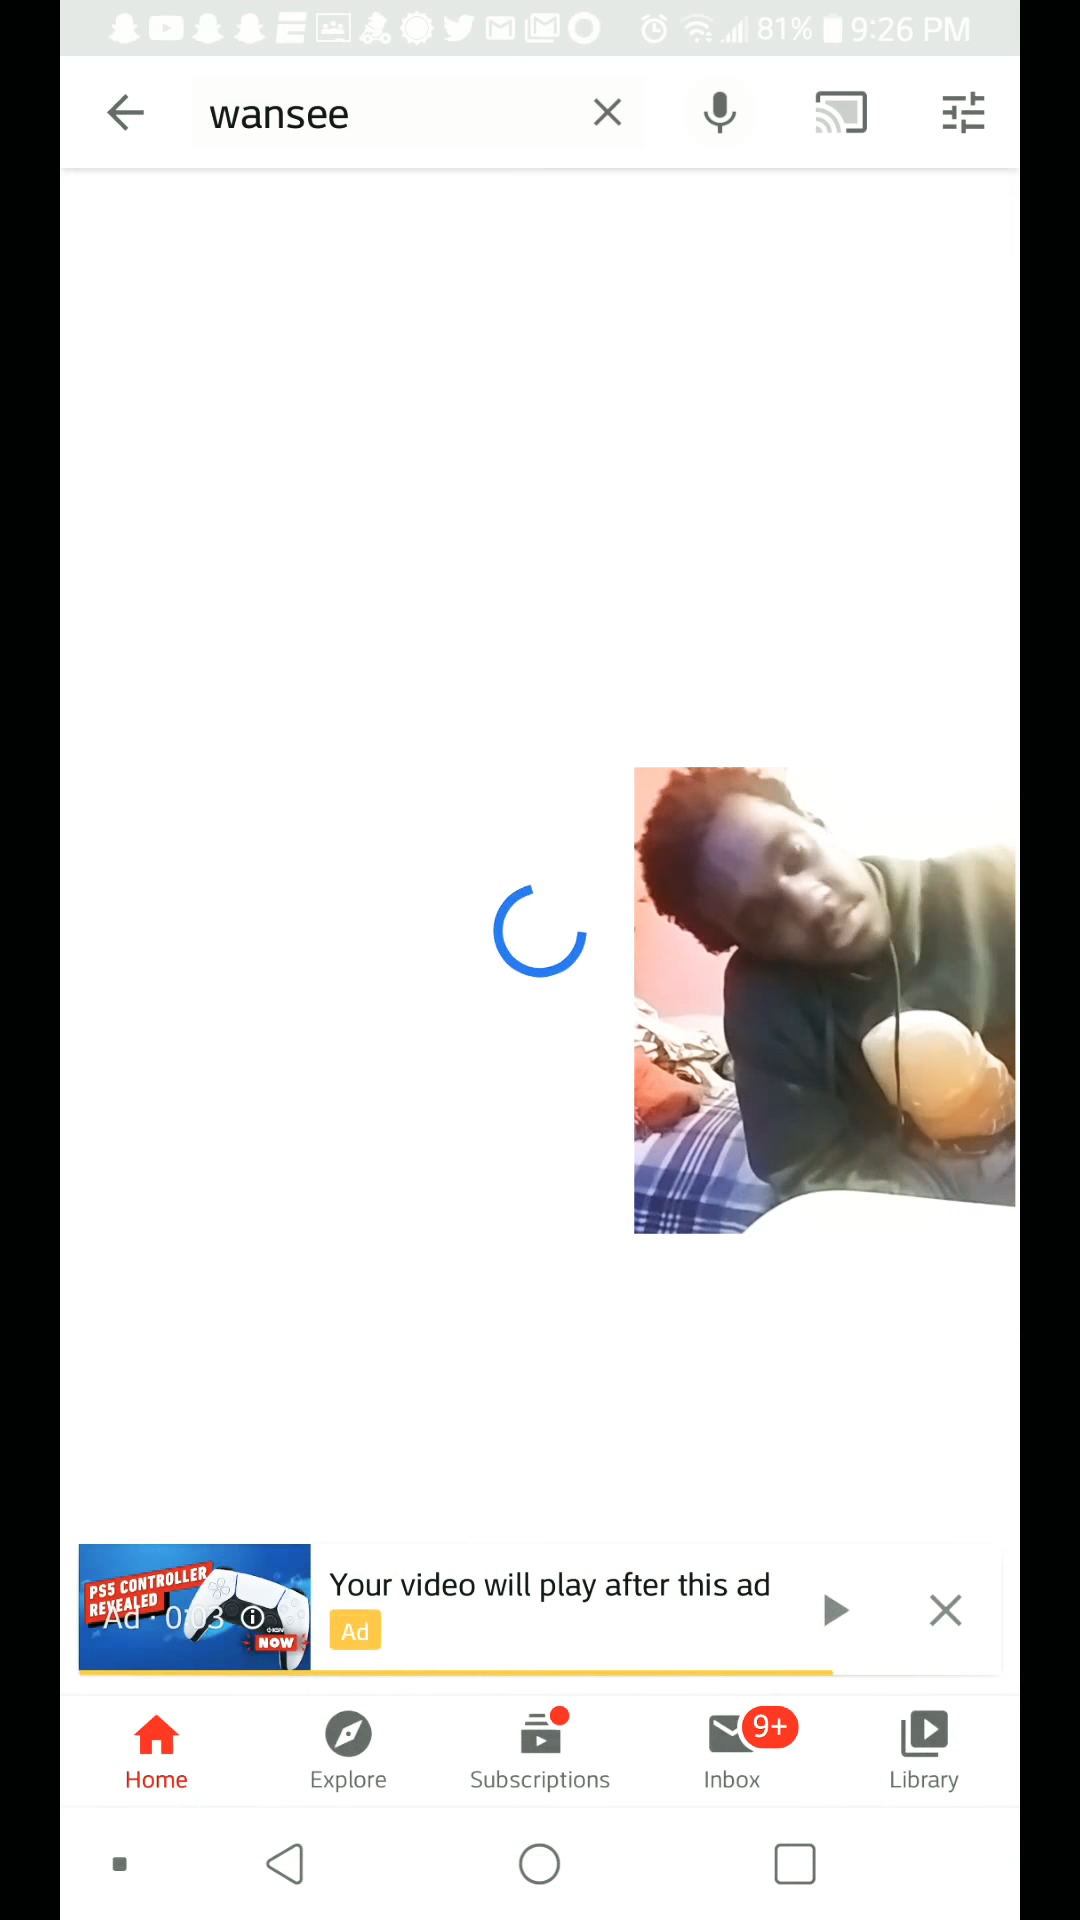 81% 9:26 PM
wansee
PS5 CONTROLLER
REVEALED
Ad · 0:03
NOW
Your video will play after this ad
Ad
9+
Home
Explore
Subscriptions
Inbox
Library